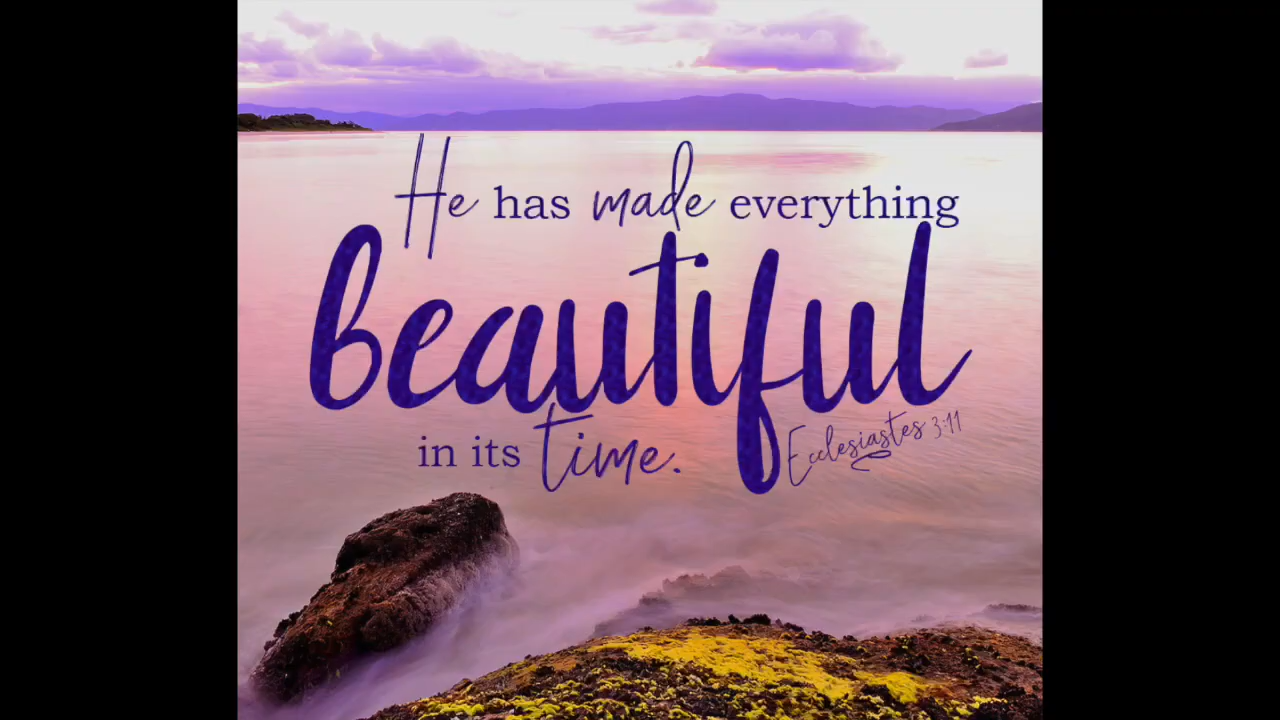 He has made everything
beautiful
in its time.
Ecclesiastes 3:11